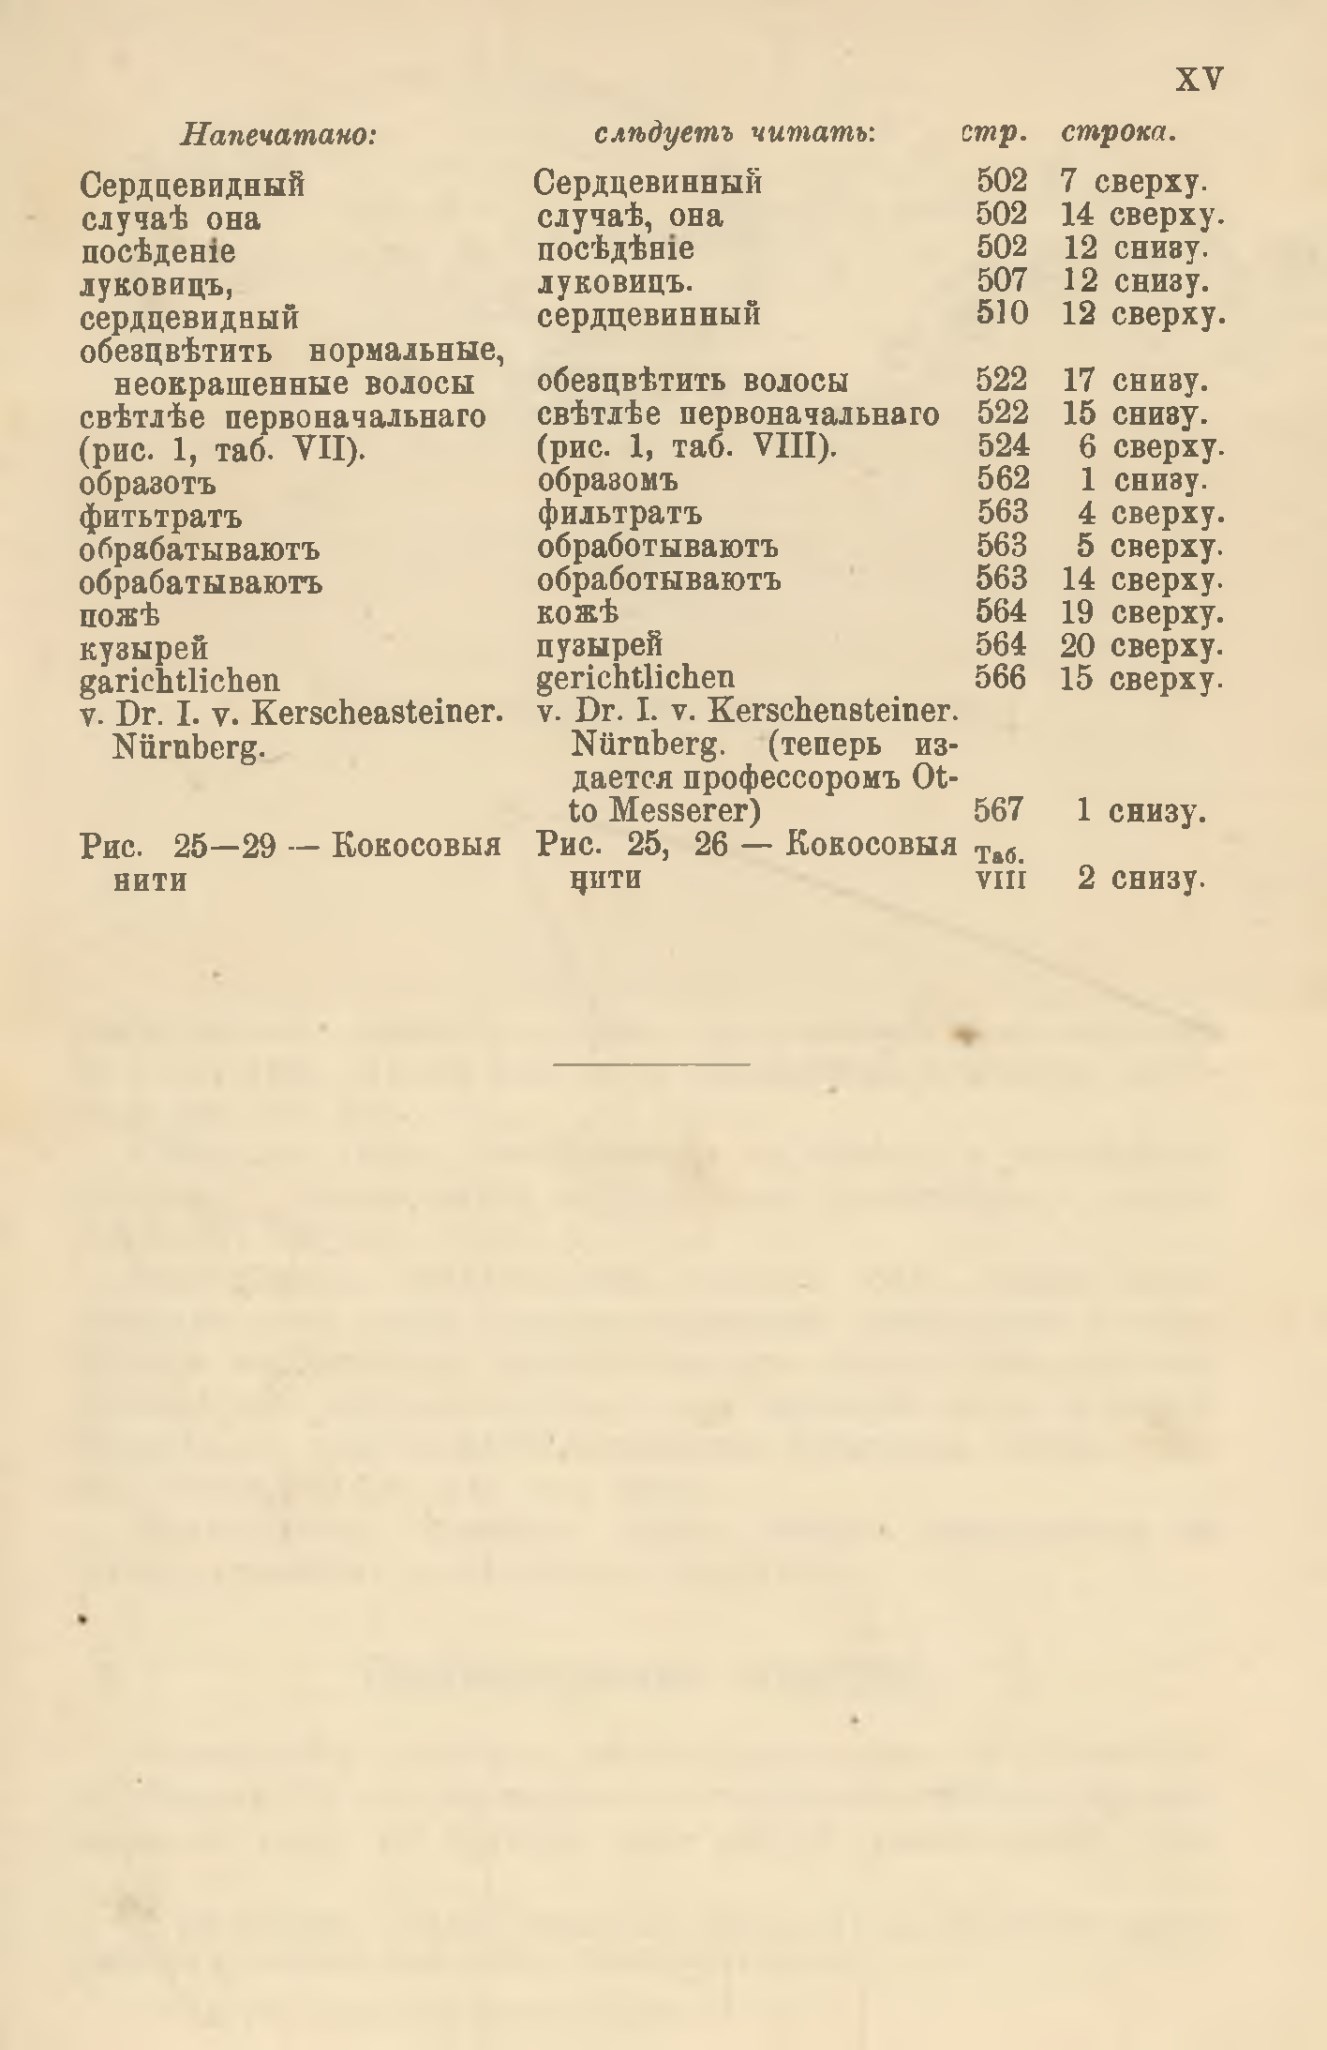 XV
Напечатано: слѣдуетъ читать: стр. строка.
Сердцевидный Сердцевинный 502 7 сверху.
случаѣ она случаѣ, она 502 14 сверху.
посѣденіе посѣдѣніе 502 12 снизу.
луковицъ, луковицъ. 507 12 снизу.
сердцевидный сердцевинный 510 12 сверху.
обезцвѣтить нормальные,
неокрашенные волосы обезцвѣтить волосы 522 17 снизу.
свѣтлѣе первоначальнаго свѣтлѣе первоначальнаго 522 15 снизу.
(рис. 1, таб. VII). (рис. 1, таб. VIII). 524 6 сверху.
образотъ образомъ 562 1 снизу.
фитьтратъ фильтратъ 563 4 сверху.
обрабатываютъ обработываютъ 563 5 сверху.
обрабатываютъ обработываютъ 563 14 сверху.
пожѣ кожѣ 564 19 сверху.
кузырей пузырей 564 20 сверху.
garichtlichen gerichtlichen 566 15 сверху.
v. Dr. I. v. Kerscheasteiner. v. Dr. I. v. Kerschensteiner.
Nürnberg. Nürnberg. (теперь из-
дается профессоромъ Ot-
to Messerer) 567 1 снизу.
Рис. 25—29 — Кокосовыя Рис. 25, 26 — Кокосовыя Таб.
нити нити VIII 2 снизу.